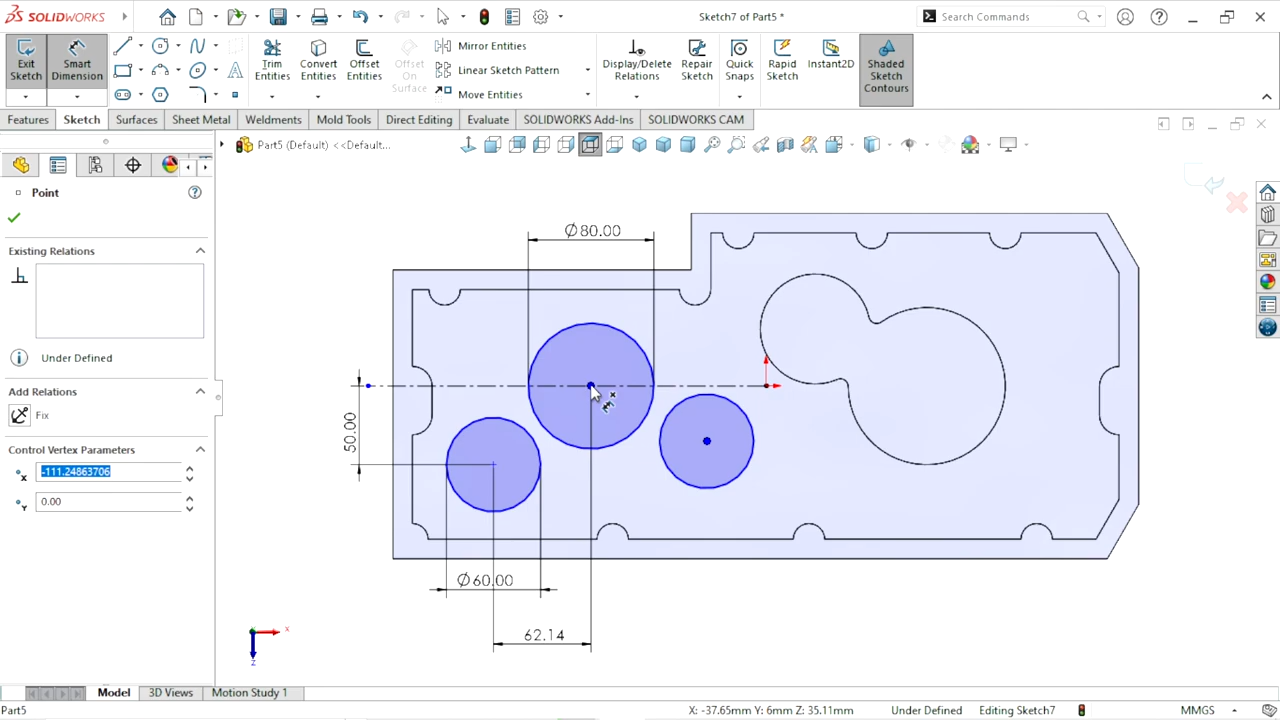 SOLIDWORKS
Sketch7 of Part5 *
Search Commands
Exit Sketch
Smart Dimension
Trim Entities
Convert Entities
Offset Entities
Offset On Surface
Mirror Entities
Linear Sketch Pattern
Move Entities
Display/Delete Relations
Repair Sketch
Quick Snaps
Rapid Sketch
Instant2D
Shaded Sketch Contours
Features
Sketch
Surfaces
Sheet Metal
Weldments
Mold Tools
Direct Editing
Evaluate
SOLIDWORKS Add-Ins
SOLIDWORKS CAM
Part5 (Default) <<Default...
Point
Existing Relations
Under Defined
Add Relations
Fix
Control Vertex Parameters
-111.24863706
0.00
Ø80.00
50.00
Ø60.00
62.14
x
z
Model
3D Views
Motion Study 1
Part5
X: -37.65mm Y: 6mm Z: 35.11mm
Under Defined
Editing Sketch7
MMGS